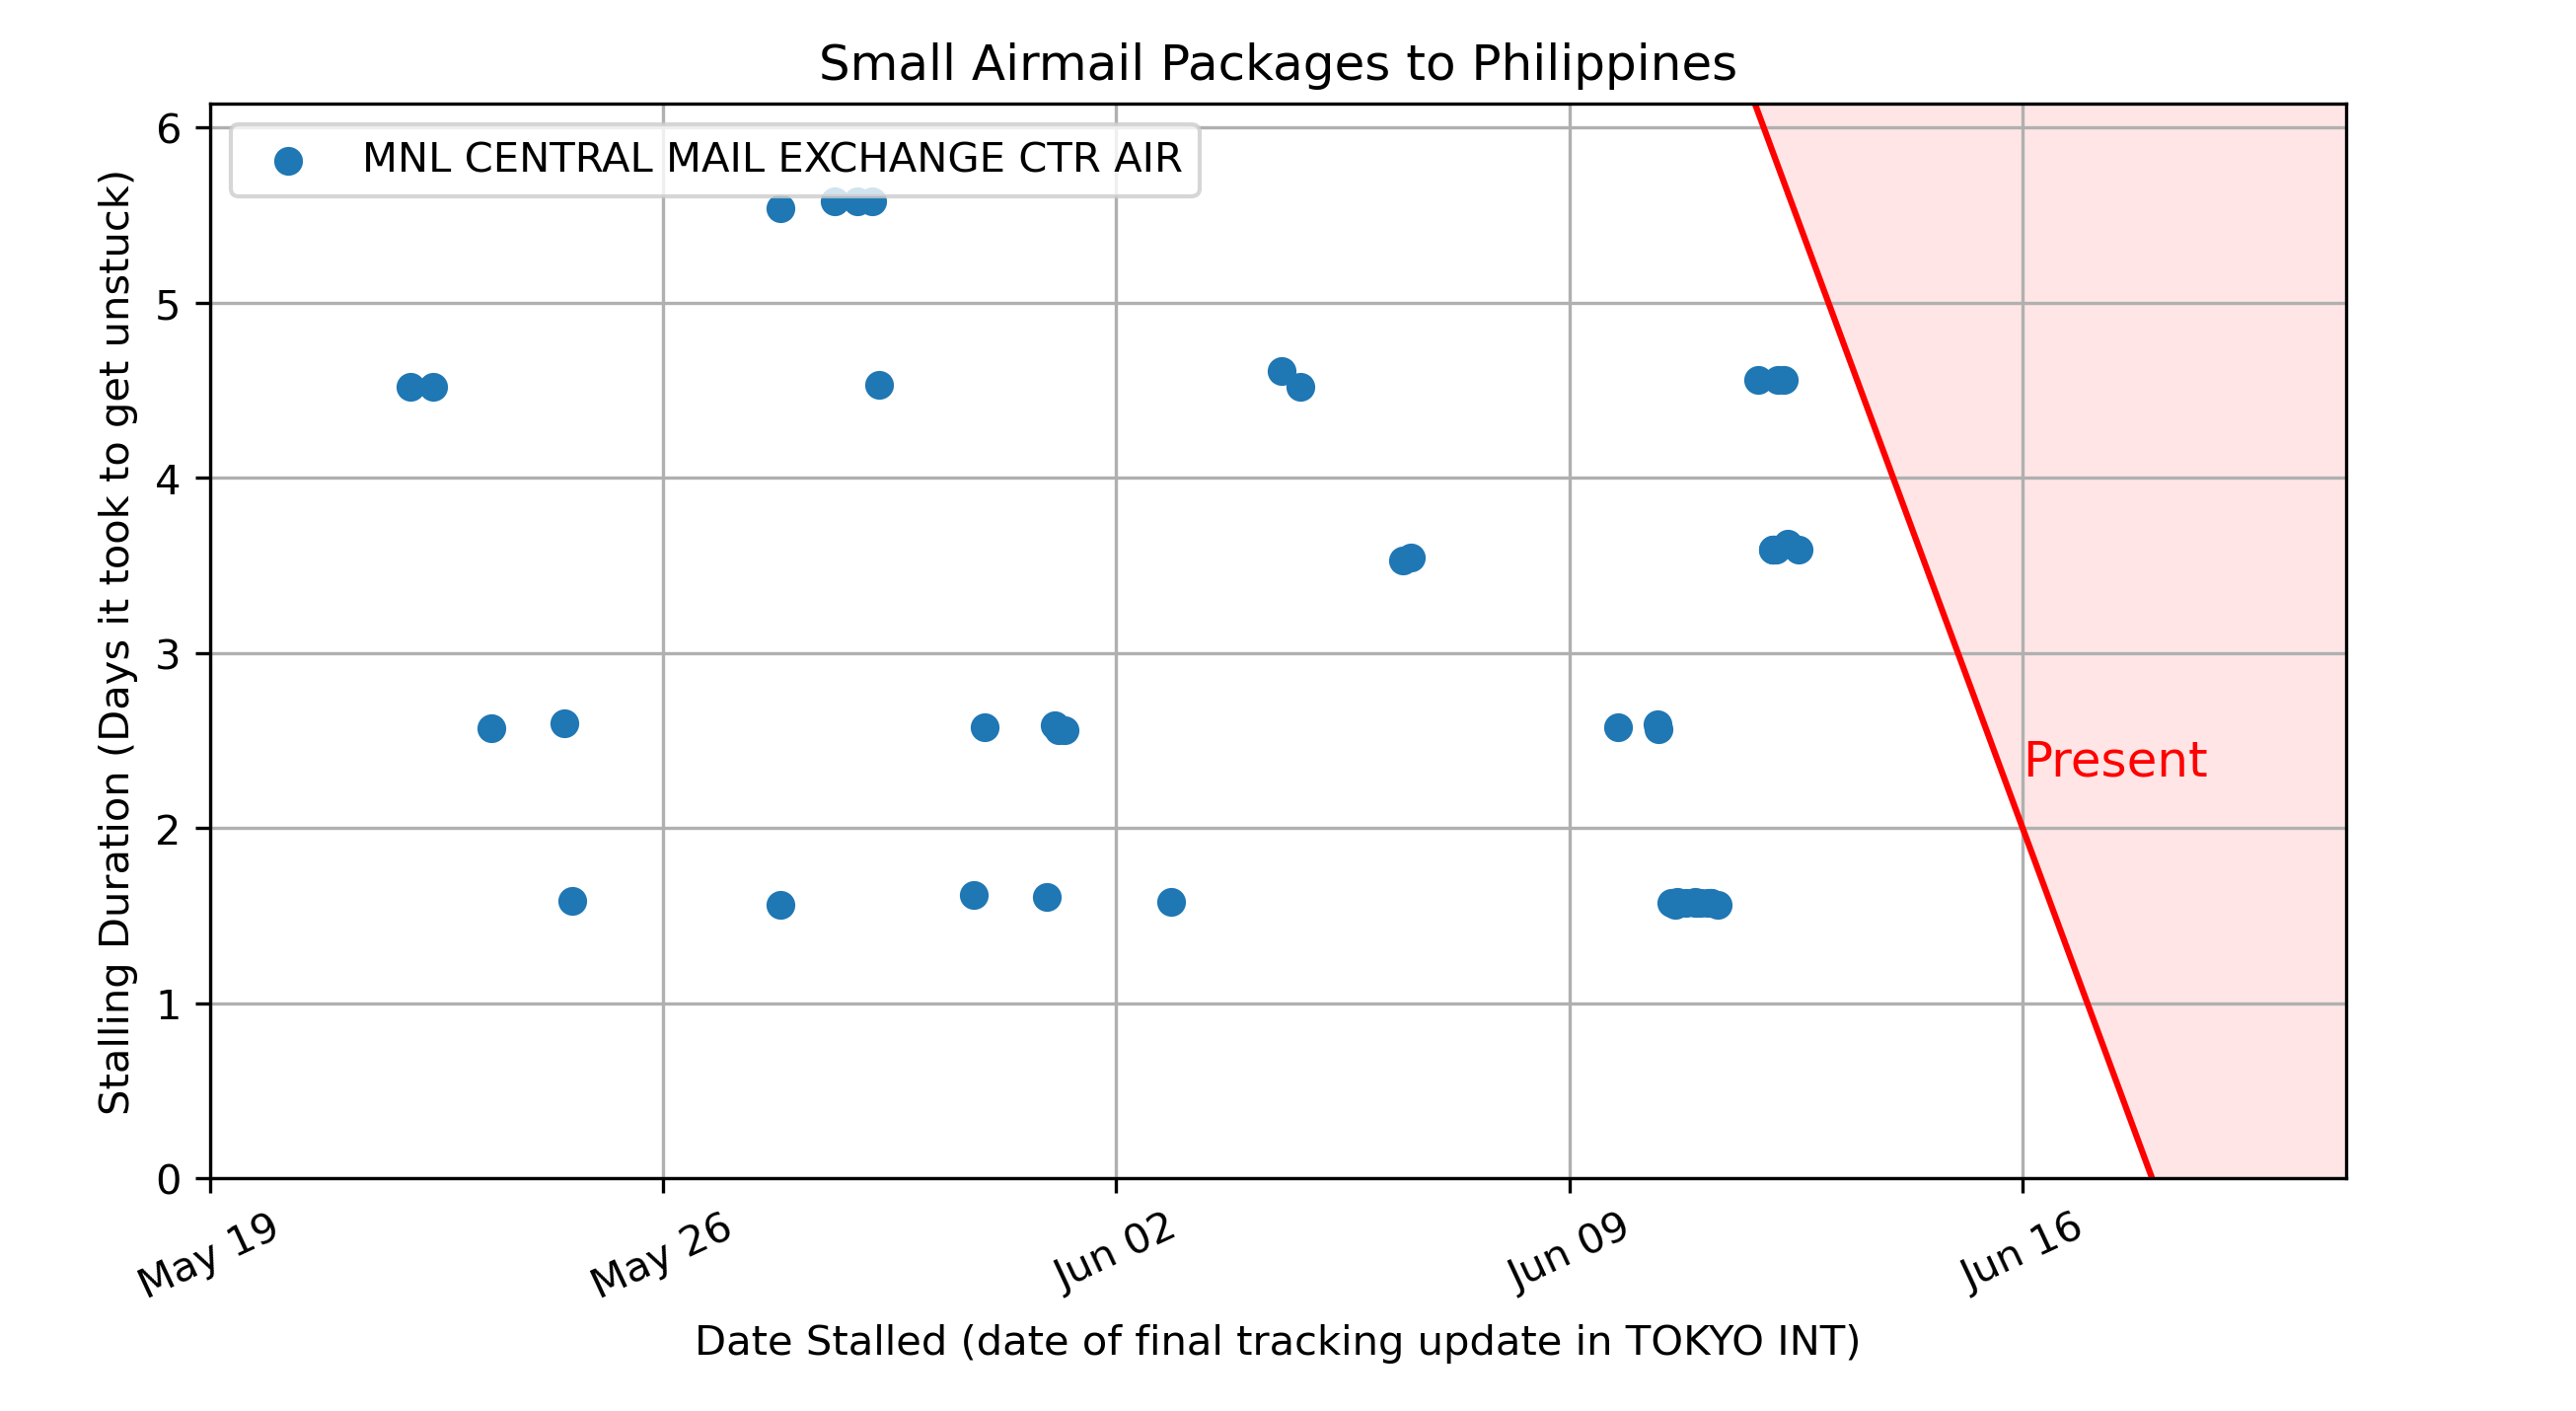 Small Airmail Packages to Philippines
MNL CENTRAL MAIL EXCHANGE CTR AIR
Stalling Duration (Days it took to get unstuck)
6
5
4
3
2
1
0
Present
May 19
May 26
Jun 02
Jun 09
Jun 16
Date Stalled (date of final tracking update in TOKYO INT)